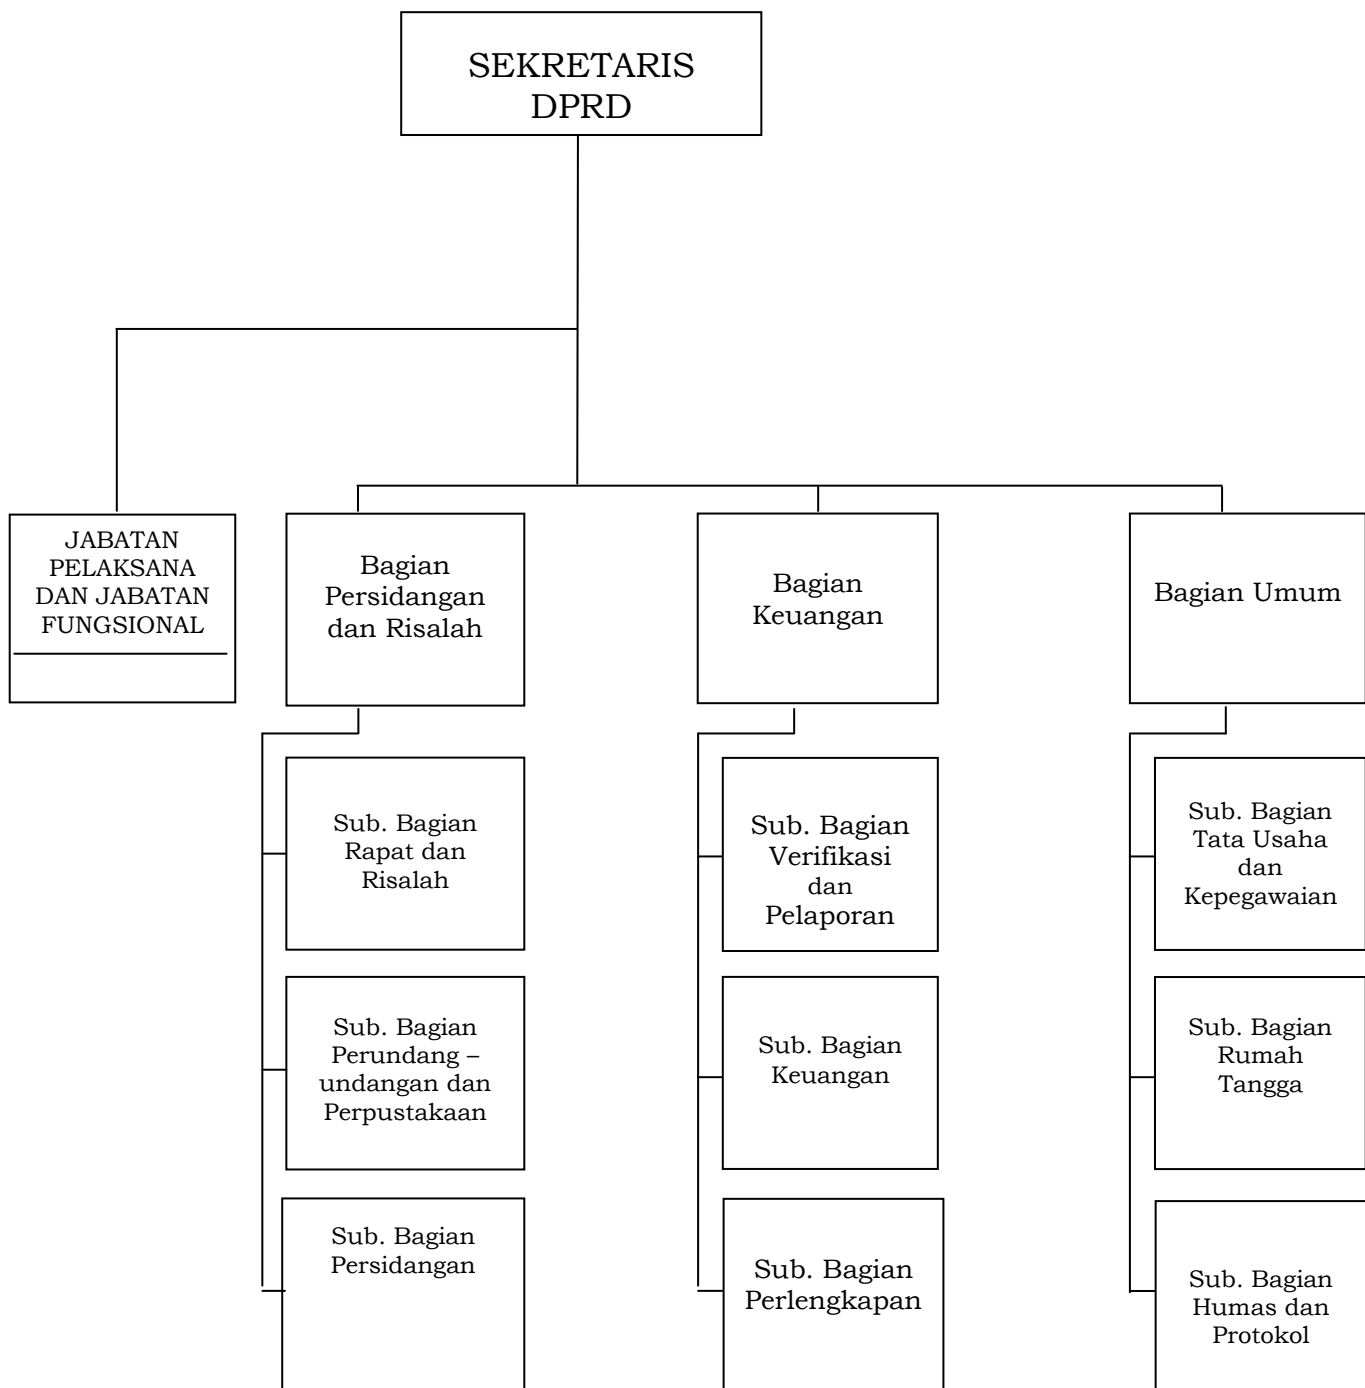 SEKRETARIS
DPRD
JABATAN
PELAKSANA
DAN JABATAN
FUNGSIONAL
Bagian
Persidangan
dan Risalah
Bagian
Keuangan
Bagian Umum
Sub. Bagian
Rapat dan
Risalah
Sub. Bagian
Verifikasi
dan
Pelaporan
Sub. Bagian
Tata Usaha
dan
Kepegawaian
Sub. Bagian
Perundang –
undangan dan
Perpustakaan
Sub. Bagian
Keuangan
Sub. Bagian
Rumah
Tangga
Sub. Bagian
Persidangan
Sub. Bagian
Perlengkapan
Sub. Bagian
Humas dan
Protokol